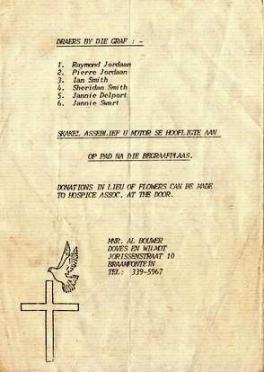 DRAERS BY DIE GRAF : -
1. Raymond Jordaan
2. Pierre Jordaan
3. Ian Smith
4. Sheridan Smith
5. Jannie Delport
6. Jannie Swart
SKAKEL ASSEBLIEF U MOTOR SE HOOFLIGTE AAN
OP PAD NA DIE BEGRAAFPLAAS.
DONATIONS IN LIEU OF FLOWERS CAN BE MADE
TO HOSPICE ASSOC. AT THE DOOR.
MNR. AL BOUWER
DOVES EN WILMOT
JORISSENSTRAAT 10
BRAAMFONTEIN
TEL: 339-5967